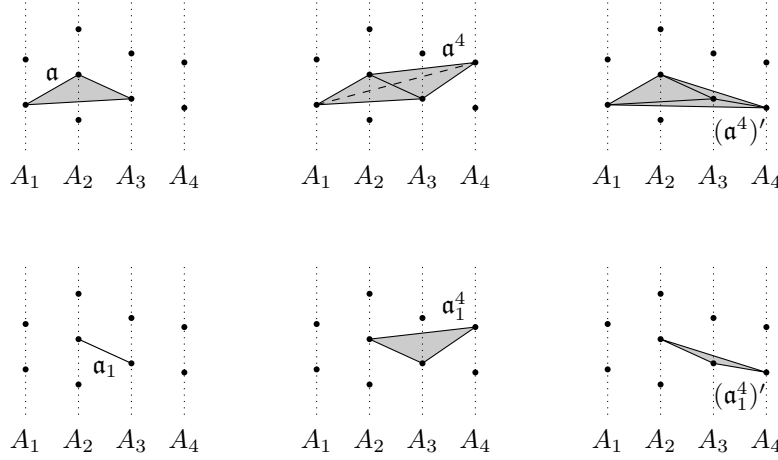 𝔞 𝔞⁴ (𝔞⁴)′
A₁ A₂ A₃ A₄ A₁ A₂ A₃ A₄ A₁ A₂ A₃ A₄
𝔞₁ 𝔞₁⁴ (𝔞₁⁴)′
A₁ A₂ A₃ A₄ A₁ A₂ A₃ A₄ A₁ A₂ A₃ A₄